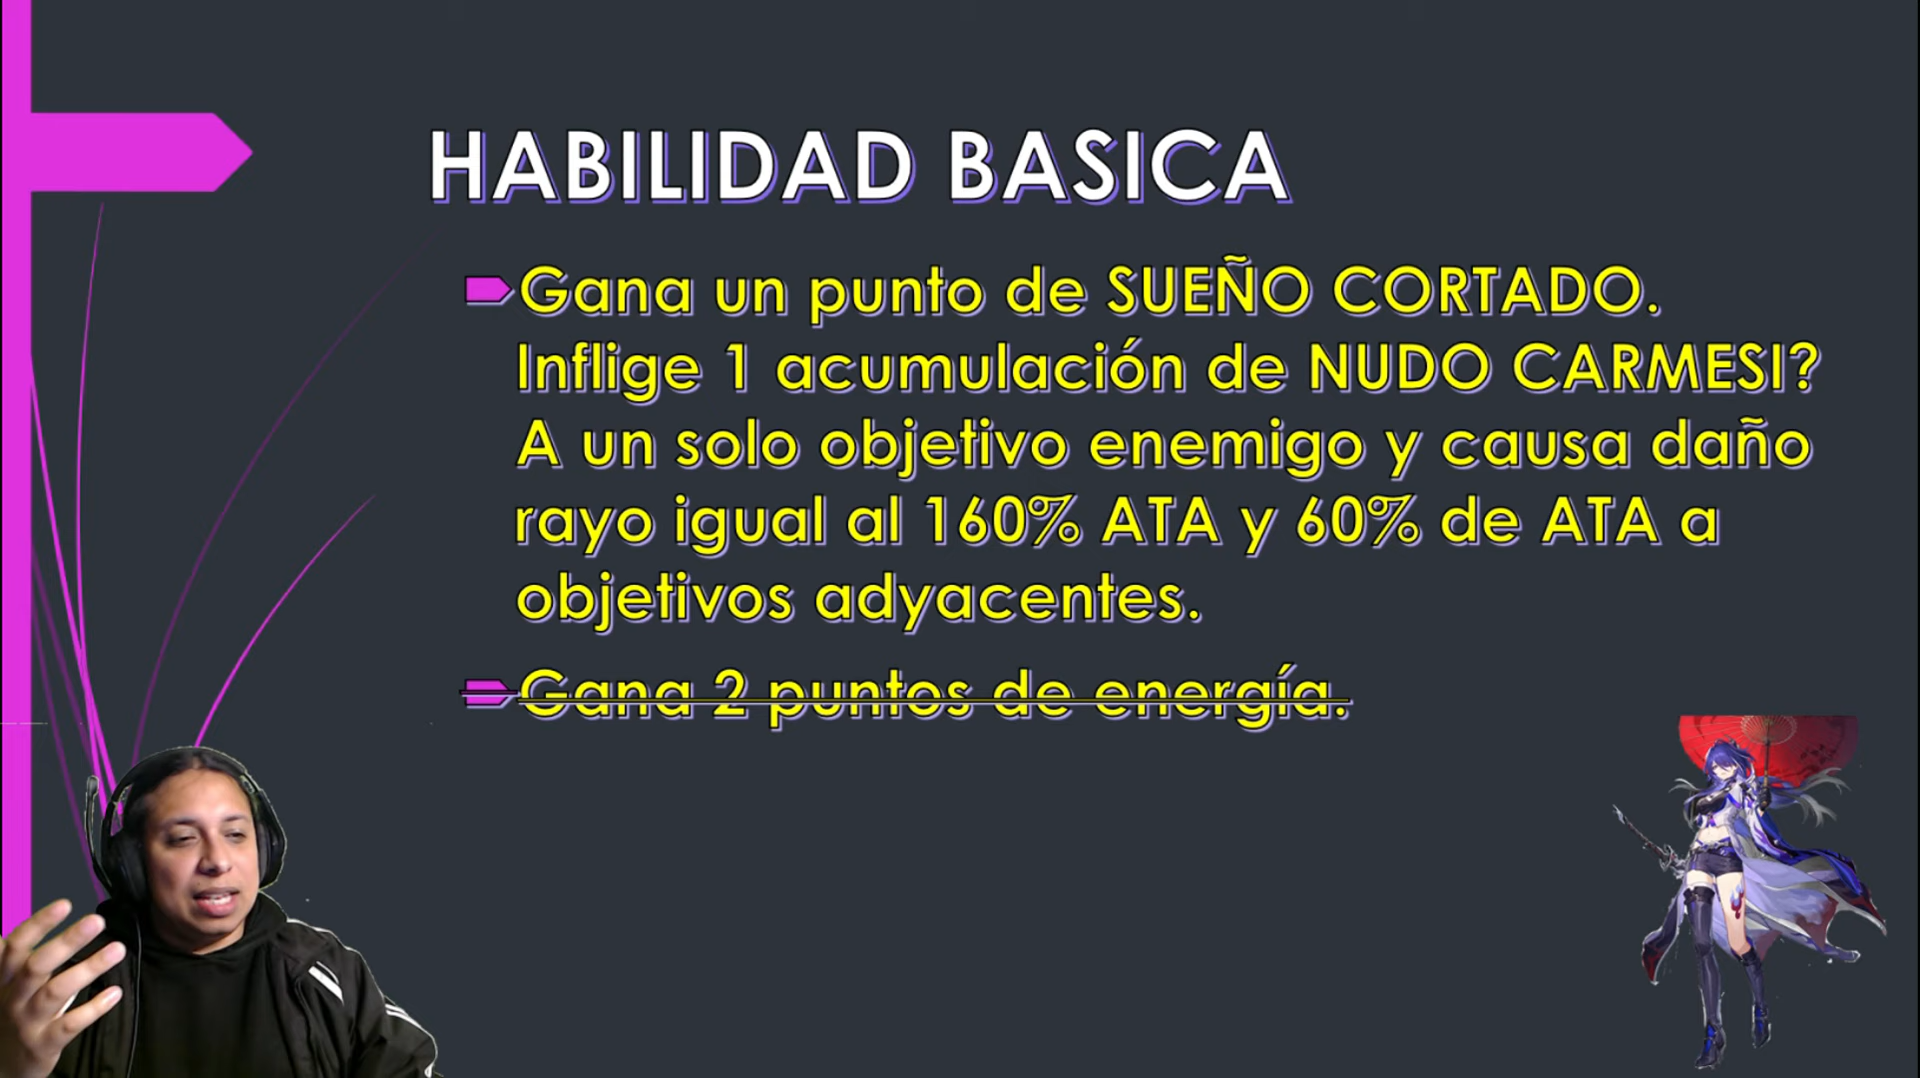 HABILIDAD BASICA
Gana un punto de SUEÑO CORTADO.
Inflige 1 acumulación de NUDO CARMESI?
A un solo objetivo enemigo y causa daño
rayo igual al 160% ATA y 60% de ATA a
objetivos adyacentes.
Gana 2 puntos de energía.